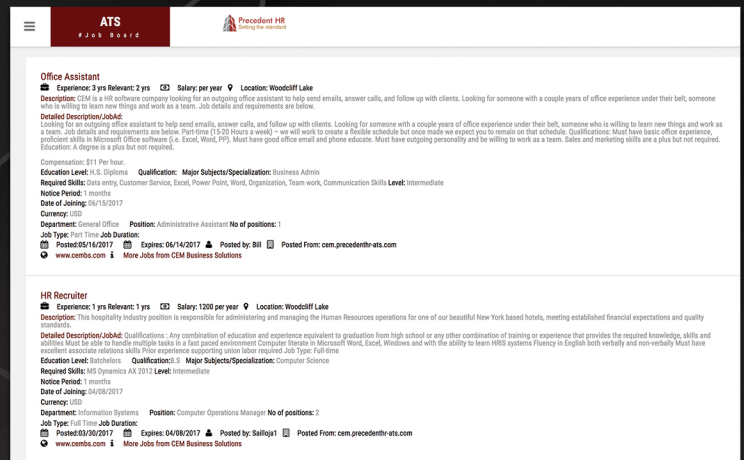 ATS
#Job Board
Precedent HR
Setting the standard
Office Assistant
Experience: 3 yrs Relevant: 2 yrs Salary: per year Location: Woodcliff Lake
Description: CEM is a HR software company looking for an outgoing office assistant to help send emails, answer calls, and follow up with clients. Looking for someone with a couple years of office experience under their belt, someone
who is willing to learn new things and work as a team. Job details and requirements are below.
Detailed Description/JobAd:
Looking for an outgoing office assistant to help send emails, answer calls, and follow up with clients. Looking for someone with a couple years of office experience under their belt, someone who is willing to learn new things and work as
a team. Job details and requirements are below. Part-time (15-20 Hours a week) – we will work to create a flexible schedule but once made we expect you to remain on that schedule. Qualifications: Must have basic office experience,
proficient skills in Microsoft Office software (i.e. Excel, Word, PP). Must have good office email and phone educate. Must have outgoing personality and be willing to work as a team. Sales and marketing skills are a plus but not required.
Education: A degree is a plus but not required.
Compensation: $11 Per hour.
Education Level: H.S. Diploms Qualification: Major Subjects/Specialization: Business Admin
Required Skills: Data entry, Customer Service, Excel, Power Point, Word, Organization, Team work, Communication Skills Level: Intermediate
Notice Period: 1 months
Date of Joining: 06/15/2017
Currency: USD
Department: General Office Position: Administrative Assistant No of positions: 1
Job Type: Part Time Job Duration:
Posted:05/16/2017 Expires: 06/14/2017 Posted by: Bill Posted From: cem.precedenthr-ats.com
www.cembs.com More Jobs from CEM Business Solutions
HR Recruiter
Experience: 1 yrs Relevant: 1 yrs Salary: 1200 per year Location: Woodcliff Lake
Description: This hospitality industry position is responsible for administering and managing the Human Resources operations for one of our beautiful New York based hotels, meeting established financial expectations and quality
standards.
Detailed Description/JobAd: Qualifications : Any combination of education and experience equivalent to graduation from high school or any other combination of training or experience that provides the required knowledge, skills and
abilities Must be able to handle multiple tasks in a fast paced environment Computer literate in Microsoft Word, Excel, Windows and with the ability to learn HRIS systems Fluency in English both verbally and non-verbally Must have
excellent associate relations skills Prior experience supporting union labor required Job Type: Full-time
Education Level: Batchelors Qualification:B.S Major Subjects/Specialization: Computer Science
Required Skills: MS Dynamics AX 2012 Level: Intermediate
Notice Period: 1 months
Date of Joining: 04/08/2017
Currency: USD
Department: Information Systems Position: Computer Operations Manager No of positions: 2
Job Type: Full Time Job Duration:
Posted:03/30/2017 Expires: 04/08/2017 Posted by: Sailloja1 Posted From: cem.precedenthr-ats.com
www.cembs.com More Jobs from CEM Business Solutions